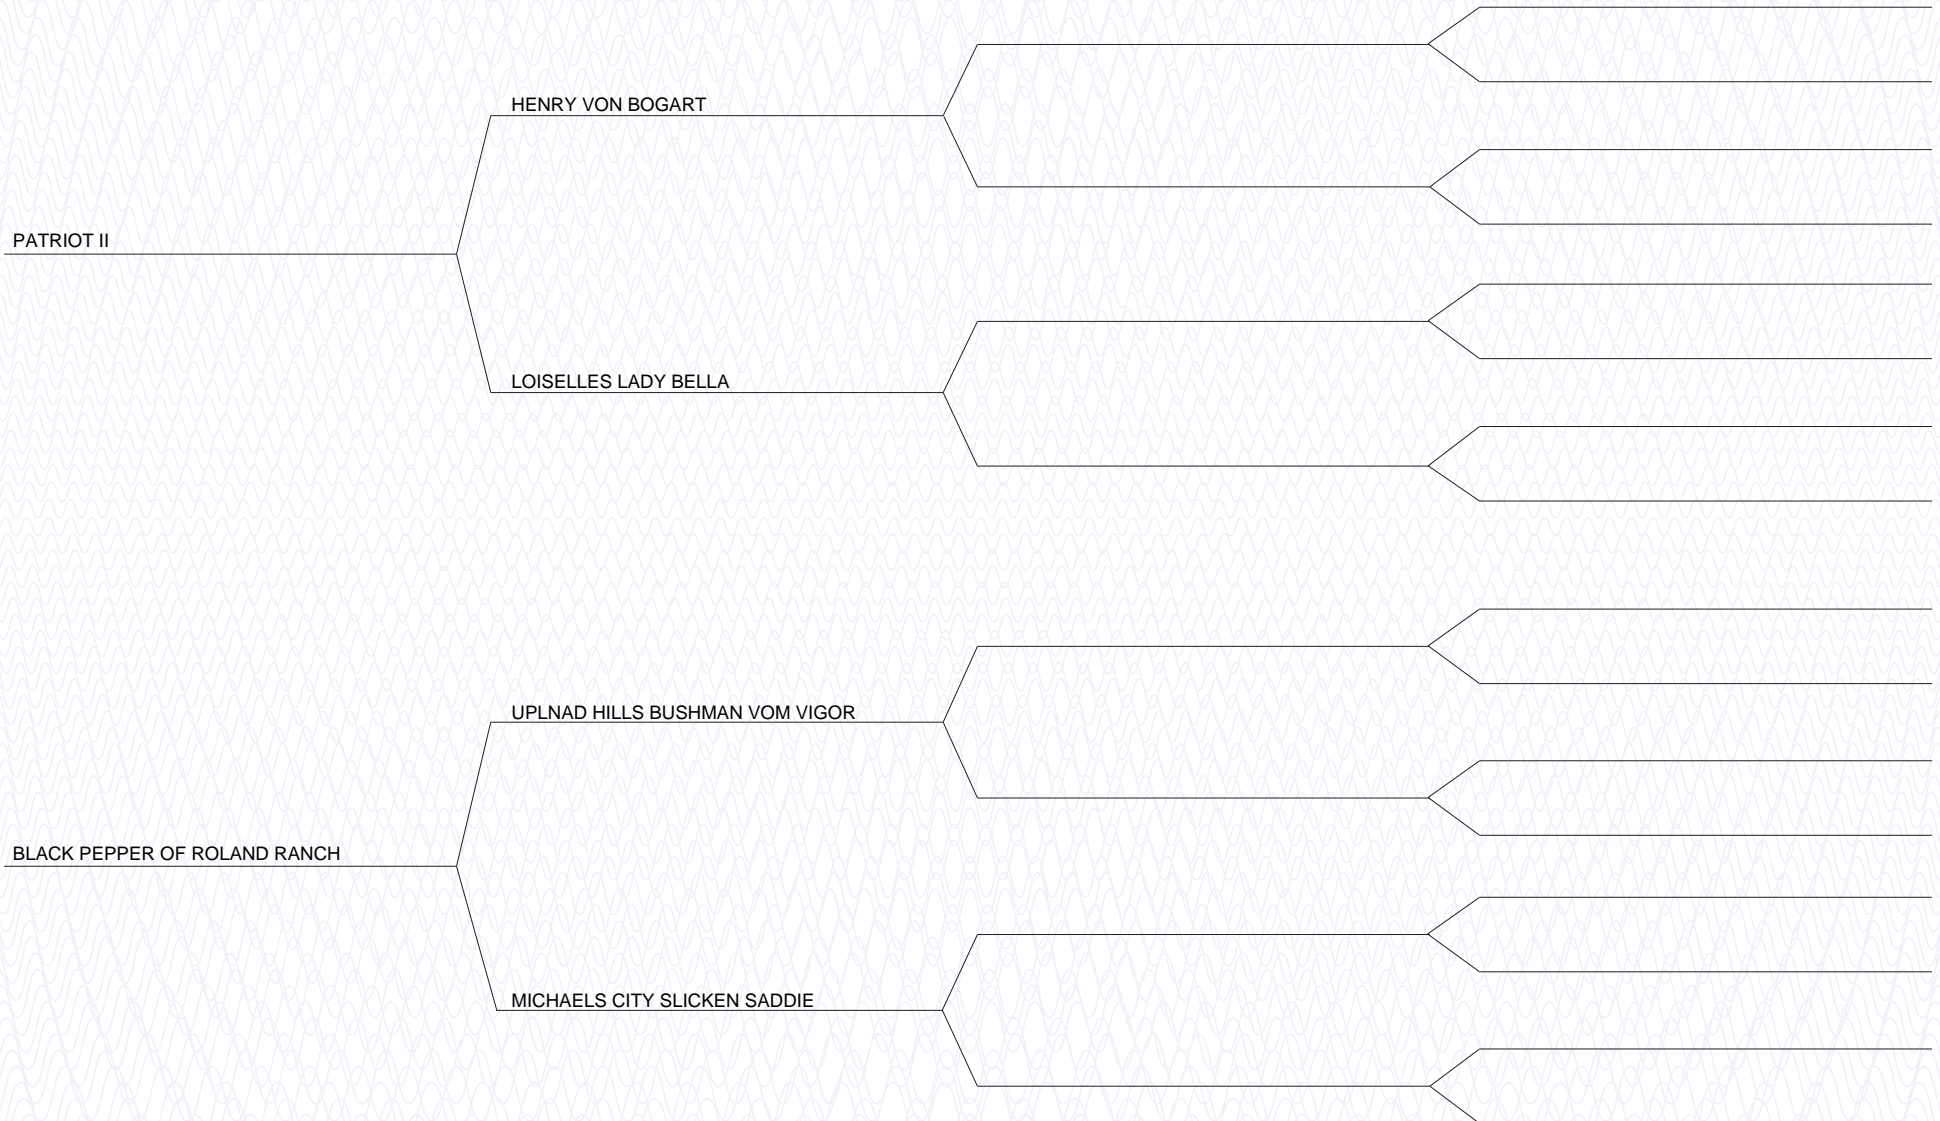 HENRY VON BOGART
PATRIOT II
LOISELLES LADY BELLA
UPLNAD HILLS BUSHMAN VOM VIGOR
BLACK PEPPER OF ROLAND RANCH
MICHAELS CITY SLICKEN SADDIE